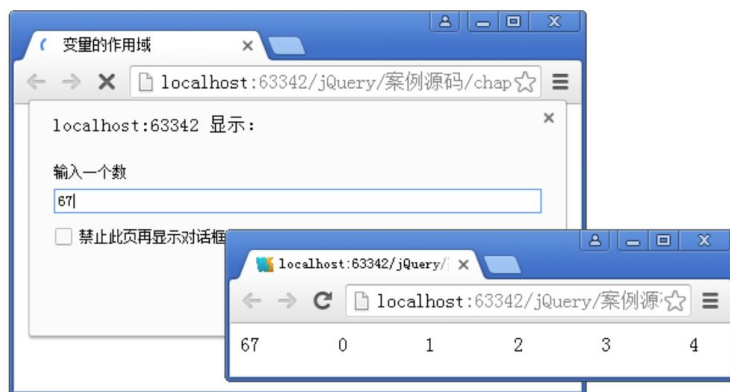 变量的作用域
localhost:63342/jQuery/案例源码/chap
localhost:63342 显示:
输入一个数
67
禁止此页再显示对话框
localhost:63342/jQuery/
localhost:63342/jQuery/案例源
67 0 1 2 3 4